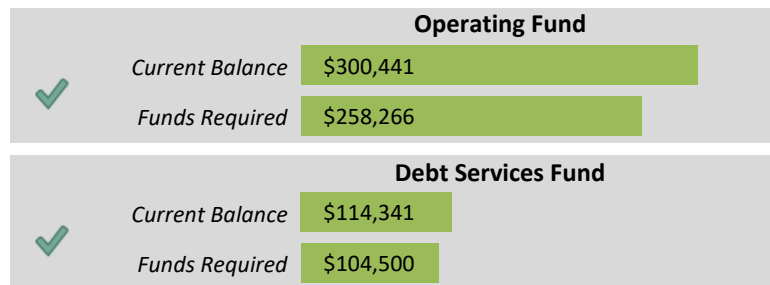 Operating Fund
Current Balance $300,441
Funds Required $258,266
Debt Services Fund
Current Balance $114,341
Funds Required $104,500